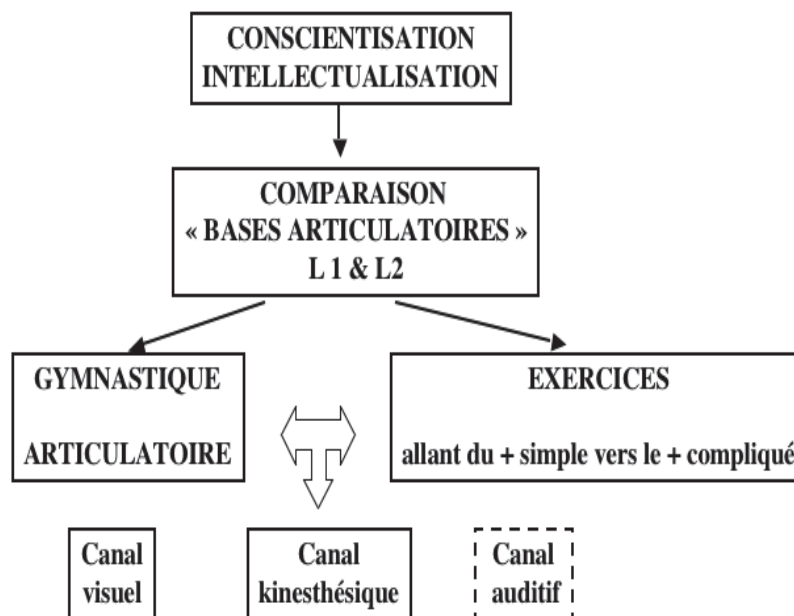 CONSCIENTISATION
INTELLECTUALISATION
COMPARAISON
« BASES ARTICULATOIRES »
L 1 & L2
GYMNASTIQUE
ARTICULATOIRE
EXERCICES
allant du + simple vers le + compliqué
Canal
visuel
Canal
kinesthésique
Canal
auditif